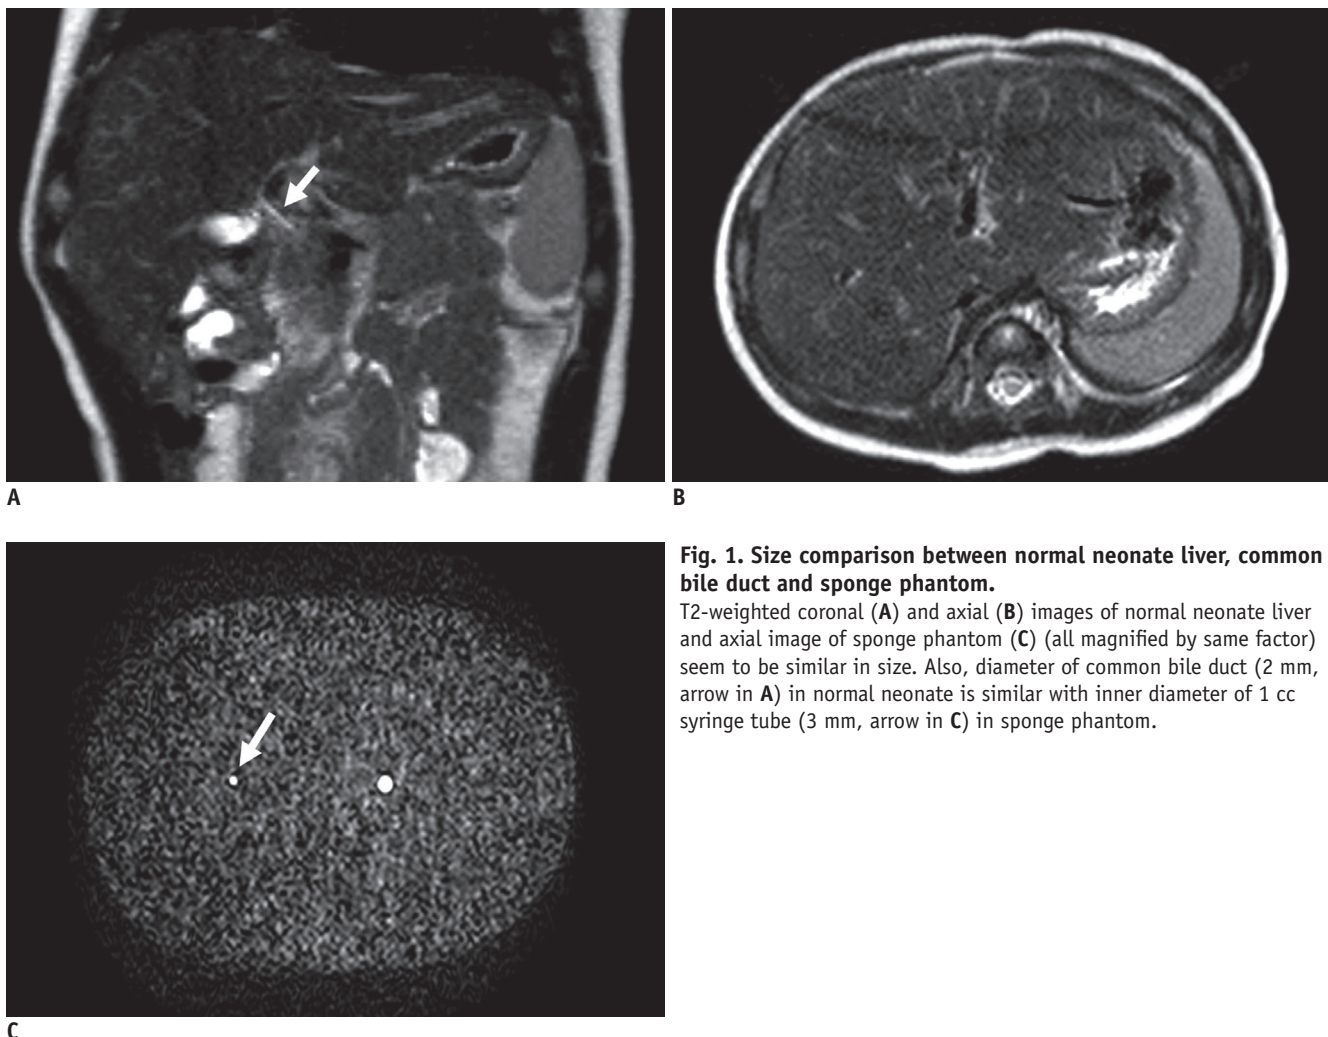 A
B
C
Fig. 1. Size comparison between normal neonate liver, common
bile duct and sponge phantom.
T2-weighted coronal (A) and axial (B) images of normal neonate liver
and axial image of sponge phantom (C) (all magnified by same factor)
seem to be similar in size. Also, diameter of common bile duct (2 mm,
arrow in A) in normal neonate is similar with inner diameter of 1 cc
syringe tube (3 mm, arrow in C) in sponge phantom.